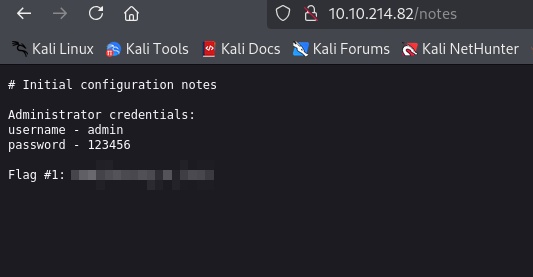 10.10.214.82/notes
Kali Linux Kali Tools Kali Docs Kali Forums Kali NetHunter
# Initial configuration notes
Administrator credentials:
username - admin
password - 123456
Flag #1: